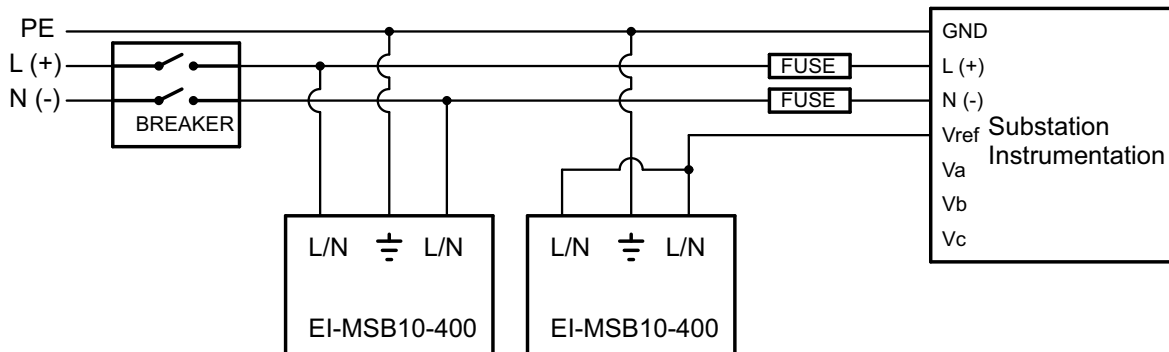 PE
GND
L (+)
FUSE
L (+)
N (-)
FUSE
N (-)
BREAKER
Vref
Substation
Instrumentation
Va
Vb
Vc
L/N
L/N
L/N
L/N
EI-MSB10-400
EI-MSB10-400